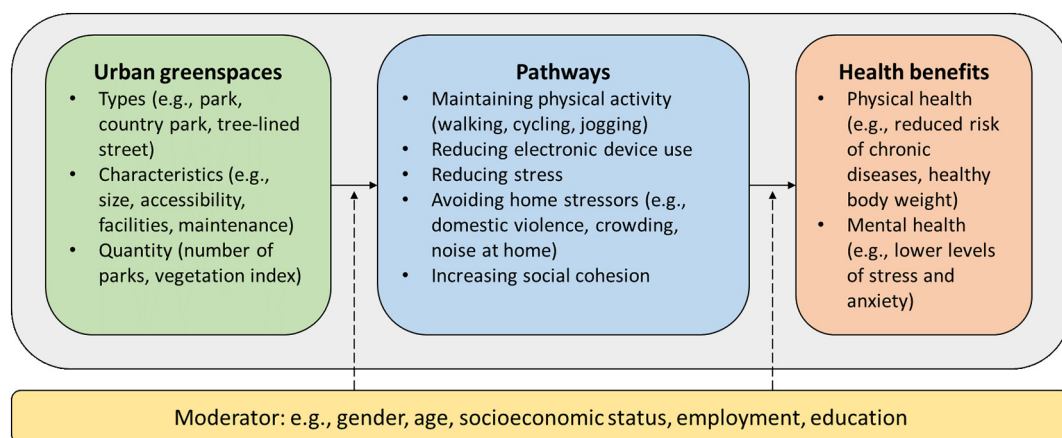 Urban greenspaces
• Types (e.g., park,
country park, tree-lined
street)
• Characteristics (e.g.,
size, accessibility,
facilities, maintenance)
• Quantity (number of
parks, vegetation index)
Pathways
• Maintaining physical activity
(walking, cycling, jogging)
• Reducing electronic device use
• Reducing stress
• Avoiding home stressors (e.g.,
domestic violence, crowding,
noise at home)
• Increasing social cohesion
Health benefits
• Physical health
(e.g., reduced risk
of chronic
diseases, healthy
body weight)
• Mental health
(e.g., lower levels
of stress and
anxiety)
Moderator: e.g., gender, age, socioeconomic status, employment, education